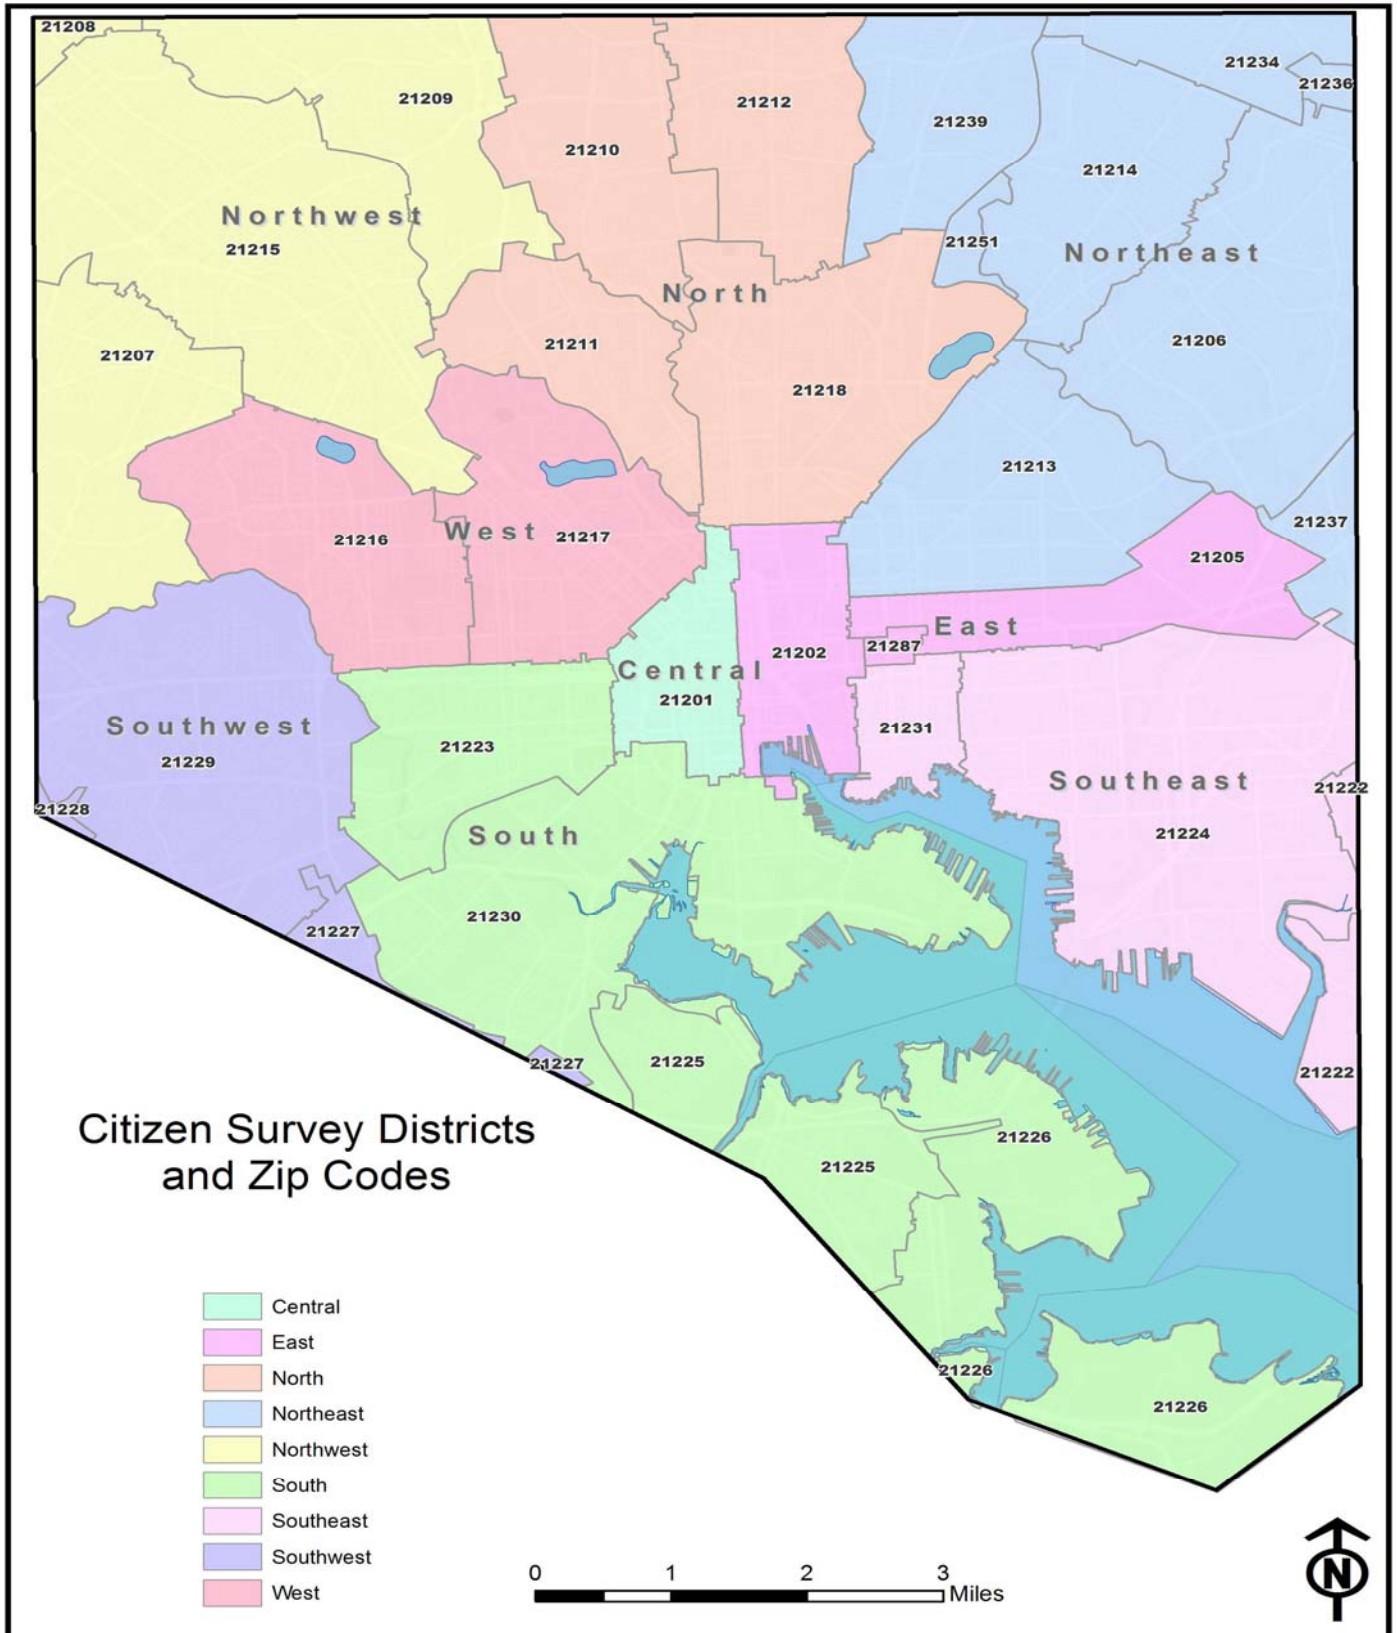 21208
21234
21236
21209
21212
21239
21210
21214
Northwest
21215
21251
Northeast
North
21207
21211
21206
21218
21213
21237
West
21216
21217
21205
East
21287
21202
Central
21201
Southwest
21229
21223
21231
Southeast
21222
21228
South
21224
21230
21227
21227
21225
21222
Citizen Survey Districts
and Zip Codes
21226
21225
21226
21226
Central
East
North
Northeast
Northwest
South
Southeast
Southwest
West
0 1 2 3
Miles
N